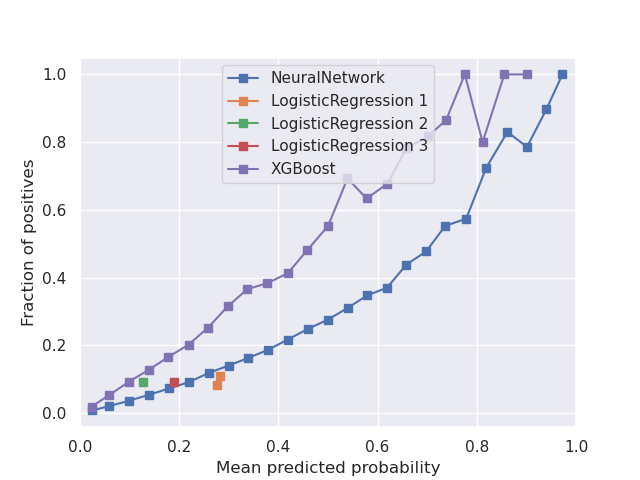 1.0
0.8
0.6
0.4
0.2
0.0
Fraction of positives
NeuralNetwork
LogisticRegression 1
LogisticRegression 2
LogisticRegression 3
XGBoost
0.0 0.2 0.4 0.6 0.8 1.0
Mean predicted probability